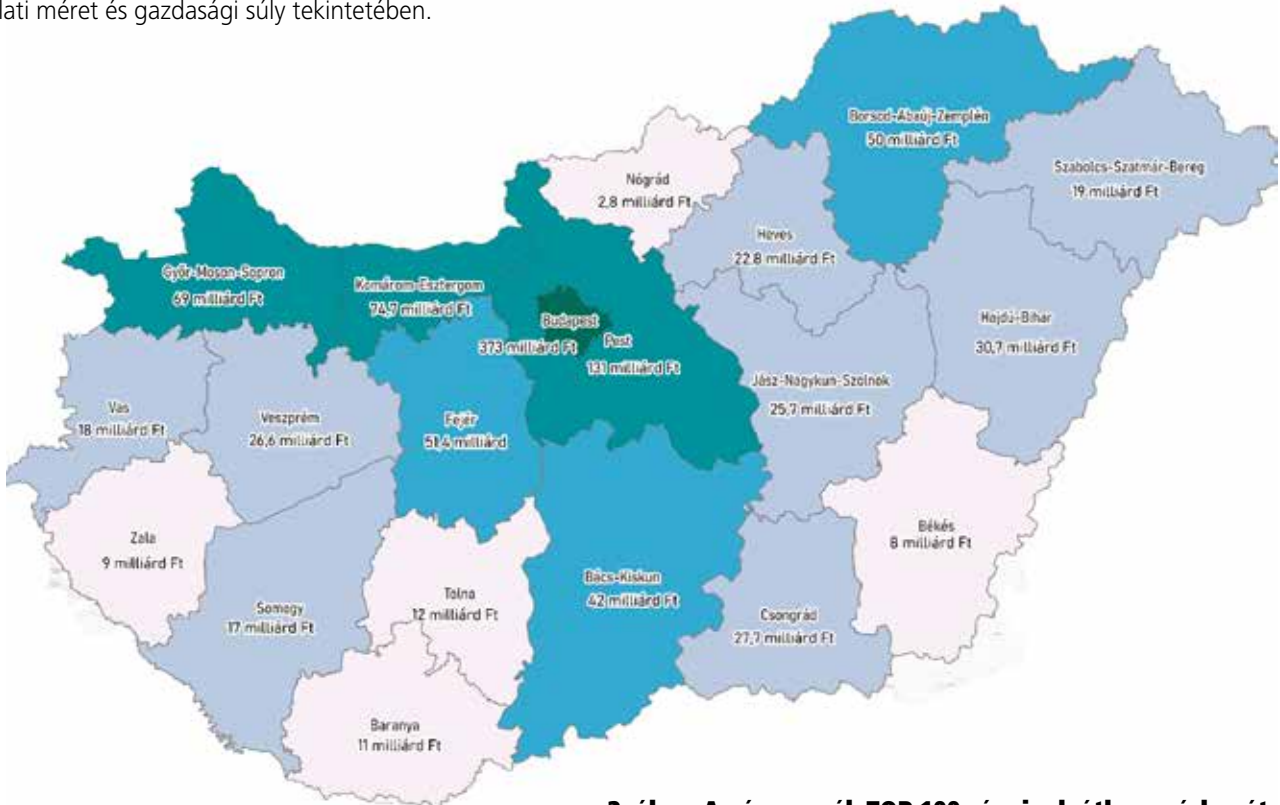 lati méret és gazdasági súly tekintetében.
Borsod-Abaúj-Zemplén
50 milliárd Ft
Szabolcs-Szatmár-Bereg
19 milliárd Ft
Nógrád
2,8 milliárd Ft
Heves
22,8 milliárd Ft
Győr-Moson-Sopron
69 milliárd Ft
Komárom-Esztergom
74,7 milliárd Ft
Budapest
373 milliárd Ft
Pest
131 milliárd Ft
Hajdú-Bihar
30,7 milliárd Ft
Jász-Nagykun-Szolnok
25,7 milliárd Ft
Vas
18 milliárd Ft
Veszprém
26,6 milliárd Ft
Fejér
51,4 milliárd
Zala
9 milliárd Ft
Békés
8 milliárd Ft
Somogy
17 milliárd Ft
Tolna
12 milliárd Ft
Bács-Kiskun
42 milliárd Ft
Csongrád
27,7 milliárd Ft
Baranya
11 milliárd Ft